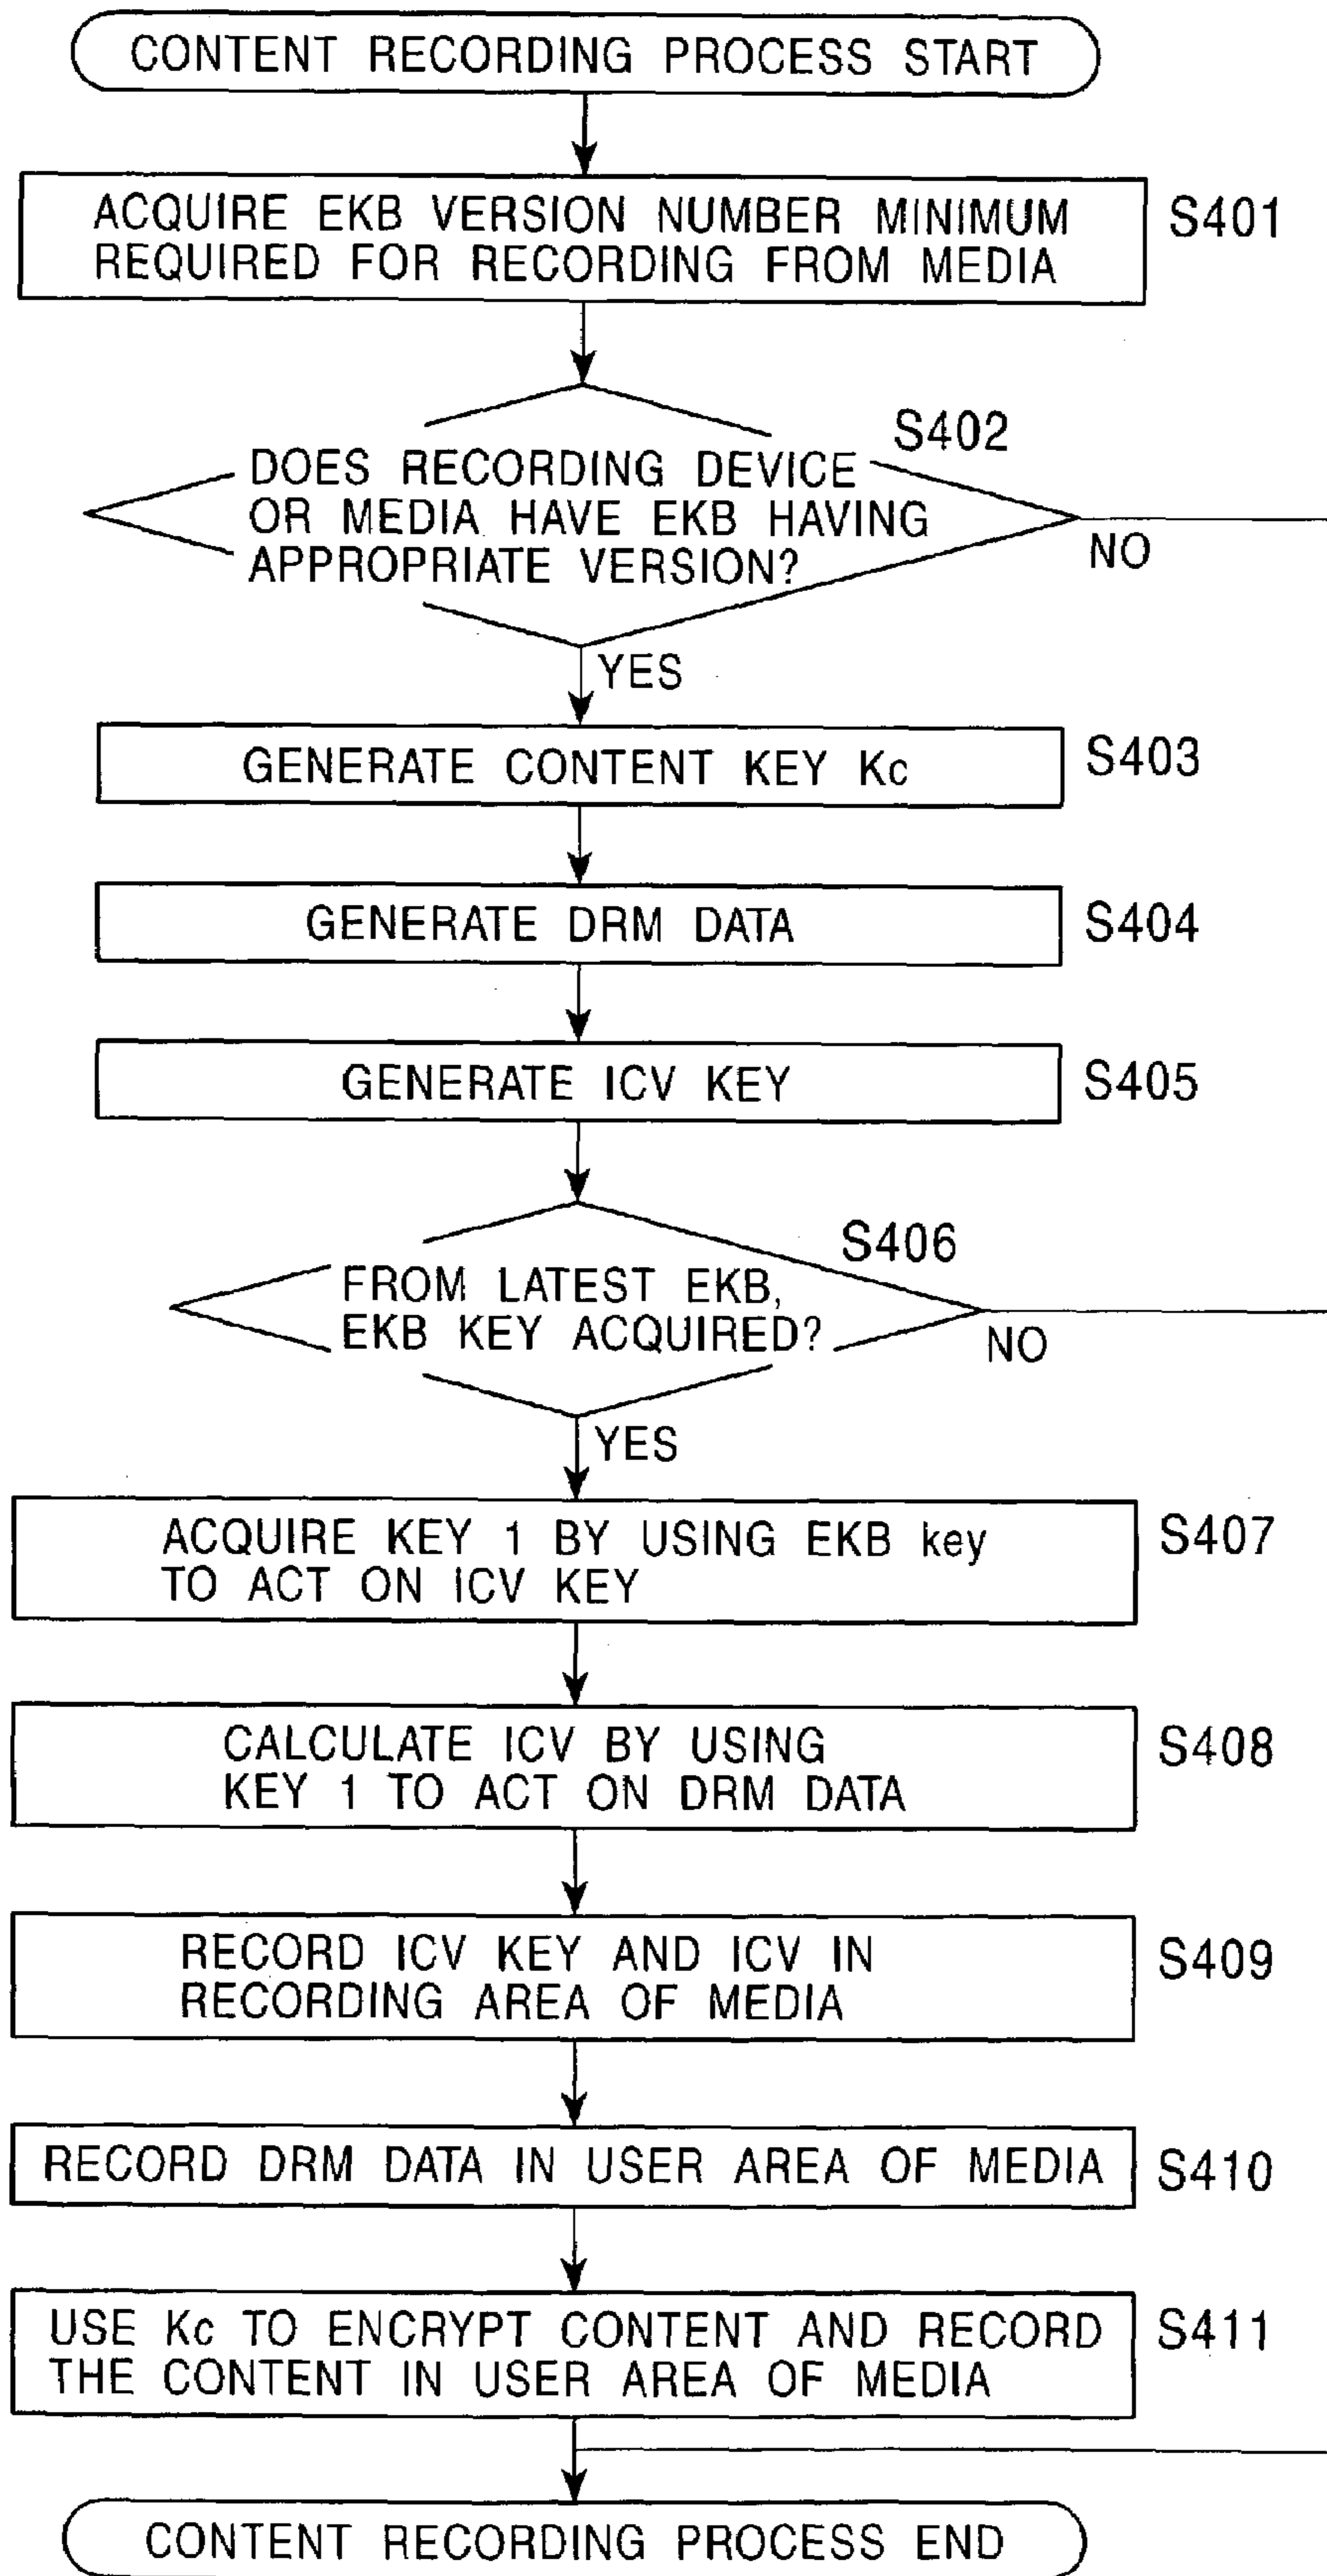 CONTENT RECORDING PROCESS START
ACQUIRE EKB VERSION NUMBER MINIMUM
REQUIRED FOR RECORDING FROM MEDIA
S401
S402
DOES RECORDING DEVICE
OR MEDIA HAVE EKB HAVING
APPROPRIATE VERSION?
NO
YES
GENERATE CONTENT KEY Kc
S403
GENERATE DRM DATA
S404
GENERATE ICV KEY
S405
S406
FROM LATEST EKB,
EKB KEY ACQUIRED?
NO
YES
ACQUIRE KEY 1 BY USING EKB key
TO ACT ON ICV KEY
S407
CALCULATE ICV BY USING
KEY 1 TO ACT ON DRM DATA
S408
RECORD ICV KEY AND ICV IN
RECORDING AREA OF MEDIA
S409
RECORD DRM DATA IN USER AREA OF MEDIA
S410
USE Kc TO ENCRYPT CONTENT AND RECORD
THE CONTENT IN USER AREA OF MEDIA
S411
CONTENT RECORDING PROCESS END